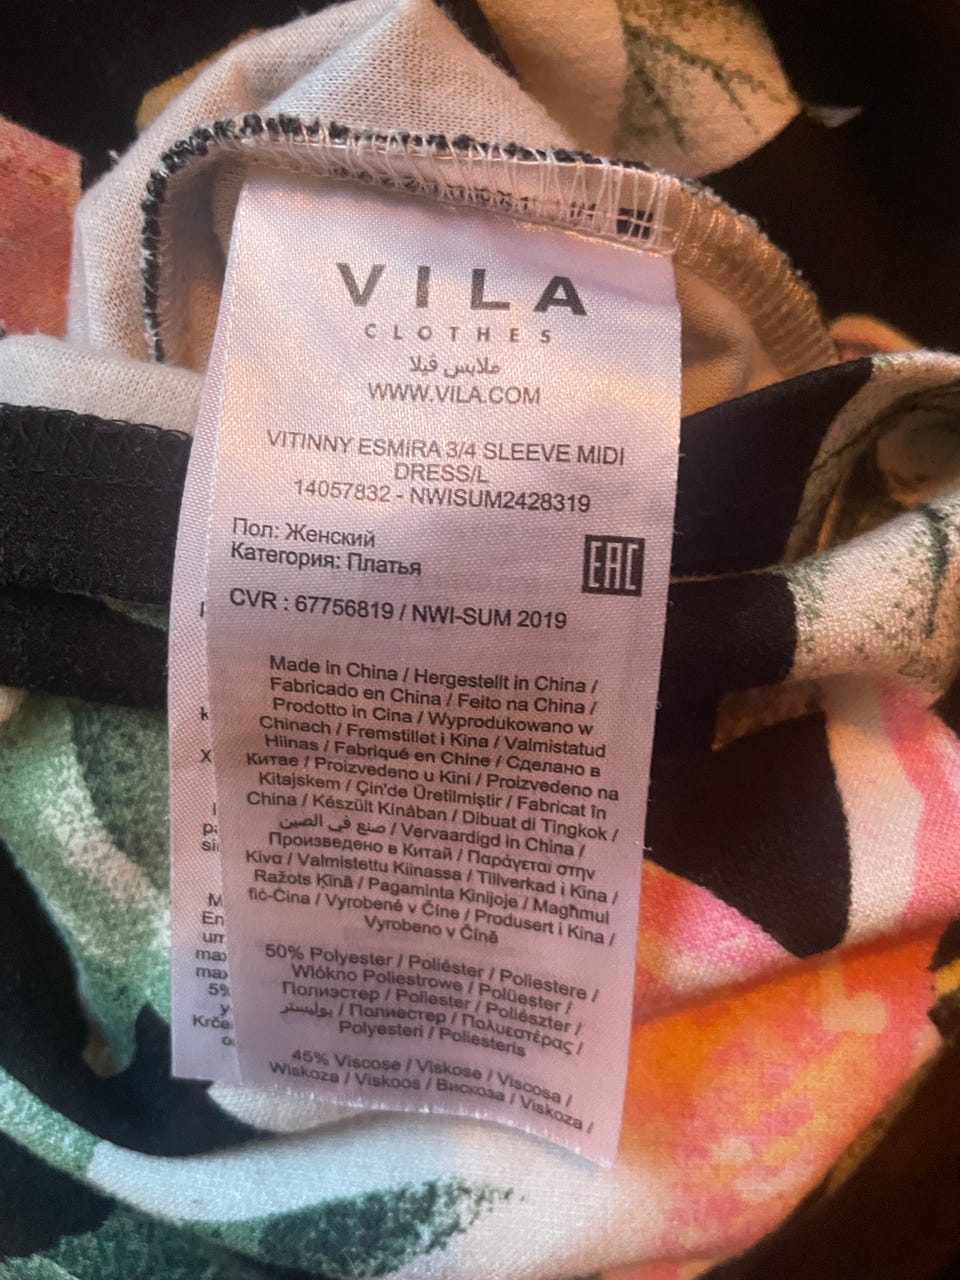 VILA
CLOTHES
ملابس فيلا
WWW.VILA.COM
VITINNY ESMIRA 3/4 SLEEVE MIDI
DRESS/L
14057832 - NWISUM2428319
Пол: Женский
Категория: Платья
EAC
CVR : 67756819 / NWI-SUM 2019
Made in China / Hergestellt in China /
Fabricado en China / Feito na China /
Prodotto in Cina / Wyprodukowano w
Chinach / Fremstillet i Kina / Valmistatud
Hiinas / Fabriqué en Chine / Сделано в
Китае / Proizvedeno u Kini / Proizvedeno na
Kitajskem / Çin'de Üretilmiştir / Fabricat în
China / Készült Kínában / Dibuat di Tingkok /
صنع في الصين / Vervaardigd in China /
Произведено в Китай / Παράγεται στην
Κίνα / Valmistettu Kiinassa / Tillverkad i Kina /
Ražots Ķīnā / Pagaminta Kinijoje / Magħmul
fiċ-Ċina / Vyrobené v Číne / Produsert i Kina /
Vyrobeno v Číně
50% Polyester / Poliéster / Poliestere /
Włókno Poliestrowe / Polüester /
Полиэстер / Poliester / Poliészter /
بوليستر / Полиестер / Πολυεστέρας /
Polyesteri / Poliesteris
45% Viscose / Viskose / Viscosa /
Wiskoza / Viskoos / Вискоза / Viskoza /